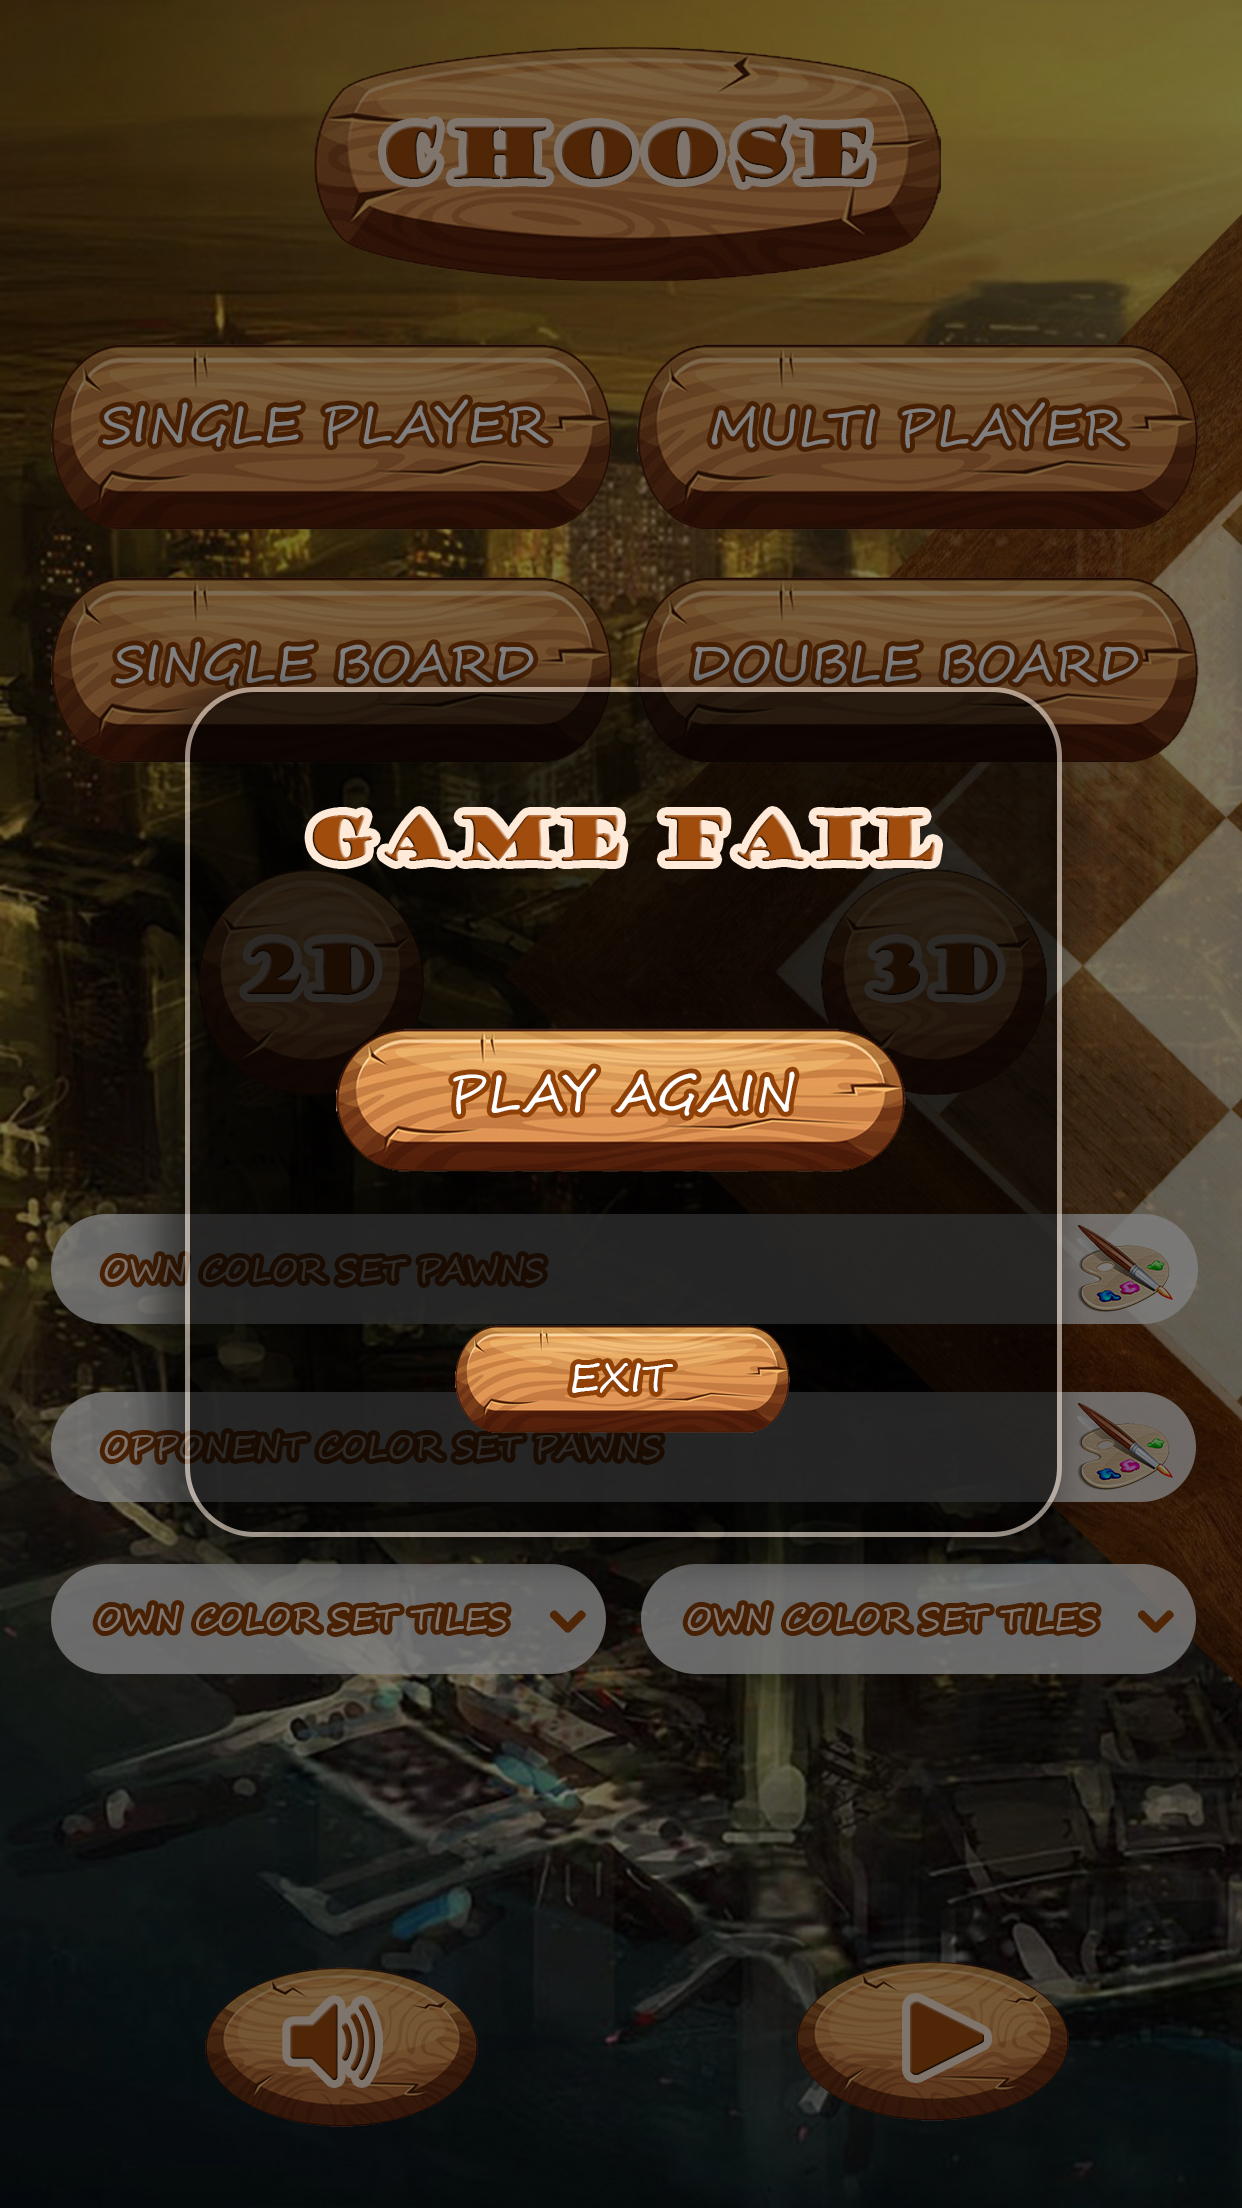 CHOOSE
SINGLE PLAYER
MULTI PLAYER
SINGLE BOARD
DOUBLE BOARD
GAME FAIL
2D
3D
PLAY AGAIN
OWN COLOR SET PAWNS
EXIT
OPPONENT COLOR SET PAWNS
OWN COLOR SET TILES
OWN COLOR SET TILES